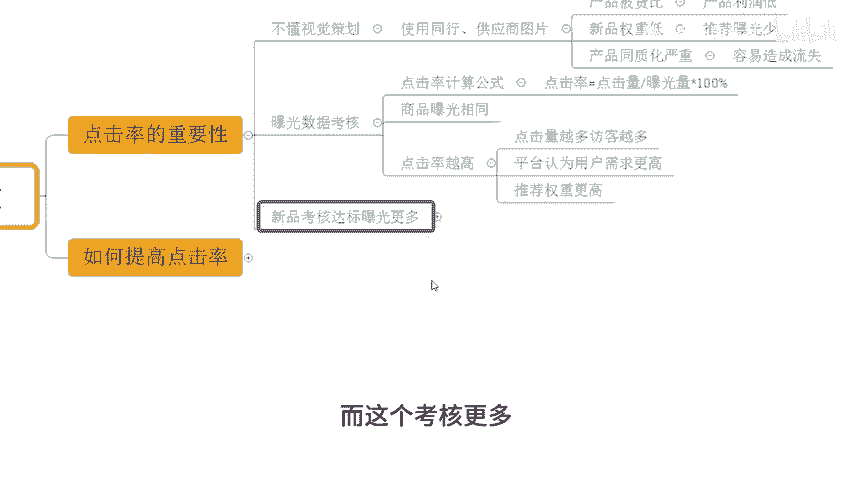 产品被货比
产品利润低
不懂视觉策划
使用同行、供应商图片
新品权重低
推荐曝光少
产品同质化严重
容易造成流失
点击率计算公式
点击率=点击量/曝光量*100%
曝光数据考核
商品曝光相同
点击率的重要性
点击量越多访客越多
点击率越高
平台认为用户需求更高
推荐权重更高
新品考核达标曝光更多
如何提高点击率
而这个考核更多